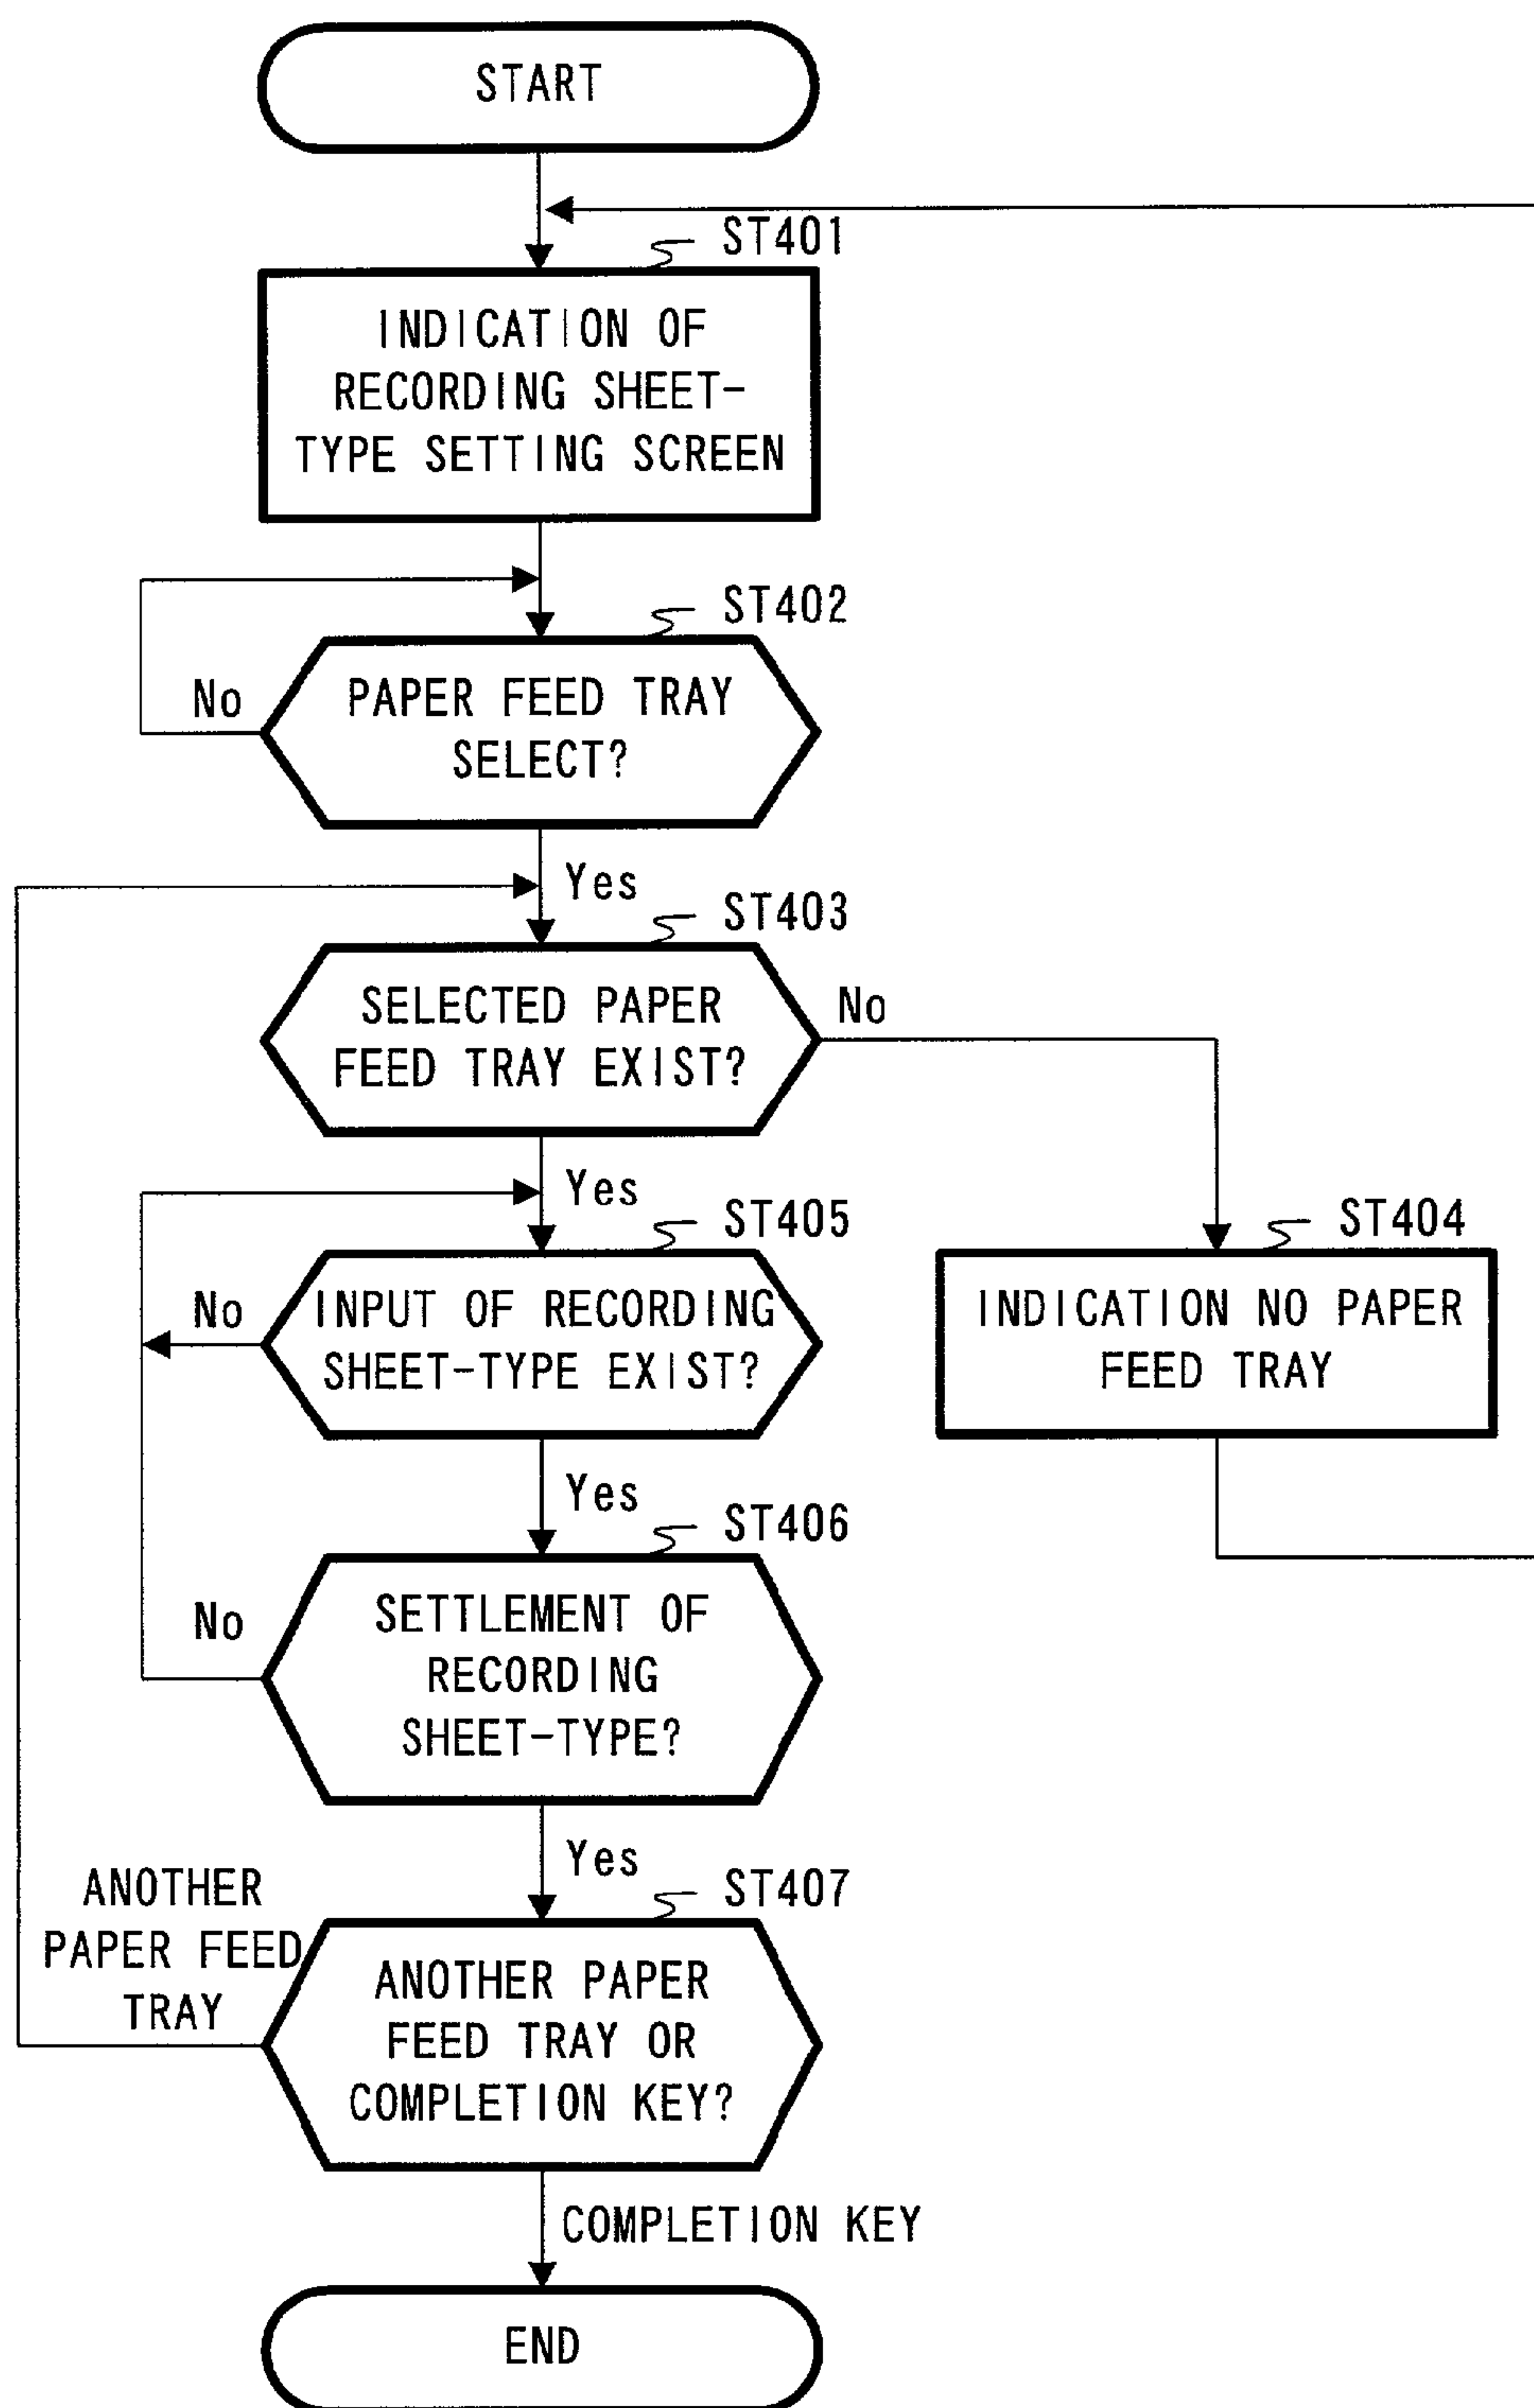 START
ST401
INDICATION OF
RECORDING SHEET-
TYPE SETTING SCREEN
ST402
No
PAPER FEED TRAY
SELECT?
Yes
ST403
SELECTED PAPER
FEED TRAY EXIST?
No
Yes
ST405
ST404
No
INPUT OF RECORDING
SHEET-TYPE EXIST?
INDICATION NO PAPER
FEED TRAY
Yes
ST406
No
SETTLEMENT OF
RECORDING
SHEET-TYPE?
Yes
ST407
ANOTHER
PAPER FEED
TRAY
ANOTHER PAPER
FEED TRAY OR
COMPLETION KEY?
COMPLETION KEY
END